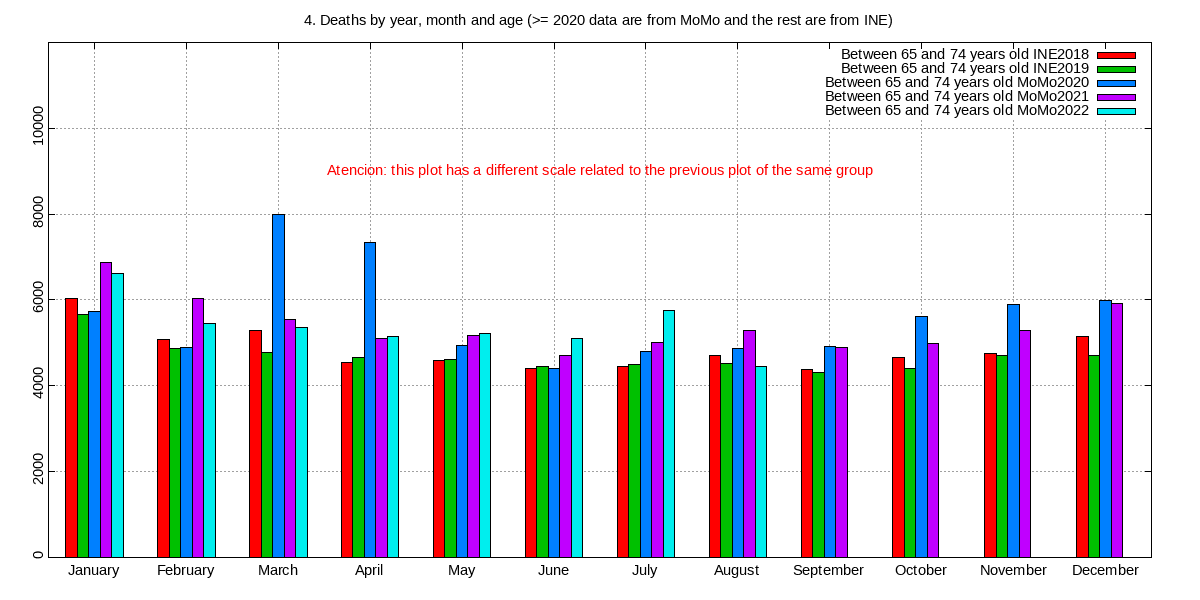 4. Deaths by year, month and age (>= 2020 data are from MoMo and the rest are from INE)
Between 65 and 74 years old INE2018
Between 65 and 74 years old INE2019
Between 65 and 74 years old MoMo2020
Between 65 and 74 years old MoMo2021
Between 65 and 74 years old MoMo2022
Atencion: this plot has a different scale related to the previous plot of the same group
10000
8000
6000
4000
2000
0
January February March April May June July August September October November December